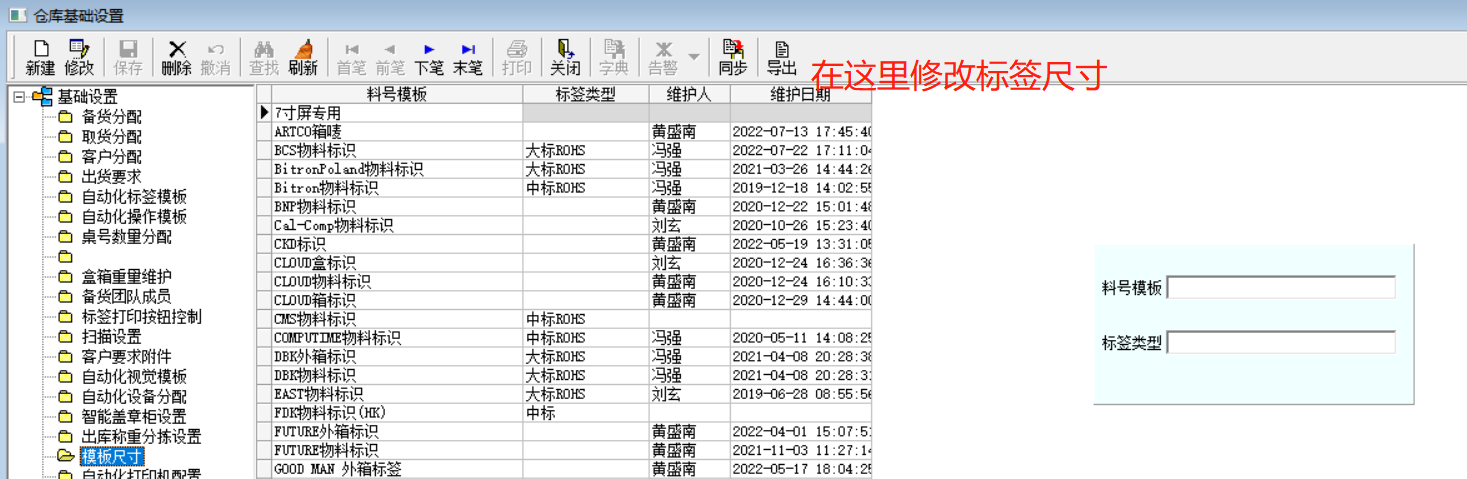 仓库基础设置
新建 修改 保存 删除 撤消 查找 刷新 首笔 前笔 下笔 末笔 打印 关闭 字典 告警 同步 导出
在这里修改标签尺寸
基础设置
备货分配
取货分配
客户分配
出货要求
自动化标签模板
自动化操作模板
桌号数量分配
盒箱重量维护
备货团队成员
标签打印按钮控制
扫描设置
客户要求附件
自动化视觉模板
自动化设备分配
智能盖章柜设置
出库称重分拣设置
模板尺寸
自动化打印机配置
料号模板 标签类型 维护人 维护日期
7寸屏专用
ARTCO箱唛 黄盛南 2022-07-13 17:45:40
BCS物料标识 大标ROHS 冯强 2022-07-22 17:11:04
BitronPoland物料标识 大标ROHS 冯强 2021-03-26 14:44:26
Bitron物料标识 中标ROHS 冯强 2019-12-18 14:02:55
BNP物料标识 黄盛南 2020-12-22 15:01:48
Cal-Comp物料标识 刘玄 2020-10-26 15:23:40
CKD标识 黄盛南 2022-05-19 13:31:05
CLOUD盒标识 刘玄 2020-12-24 16:36:36
CLOUD物料标识 黄盛南 2020-12-24 16:10:33
CLOUD箱标识 黄盛南 2020-12-29 14:44:00
CMS物料标识 中标ROHS
COMPUTIME物料标识 中标ROHS 冯强 2020-05-11 14:08:25
DBK外箱标识 大标ROHS 冯强 2021-04-08 20:28:38
DBK物料标识 大标ROHS 冯强 2021-04-08 20:28:31
EAST物料标识 大标ROHS 刘玄 2019-06-28 08:55:56
FDK物料标识(HK) 中标
FUTURE外箱标识 黄盛南 2022-04-01 15:07:51
FUTURE物料标识 黄盛南 2021-11-03 11:27:14
GOOD MAN 外箱标签 黄盛南 2022-05-17 18:04:25
料号模板
标签类型